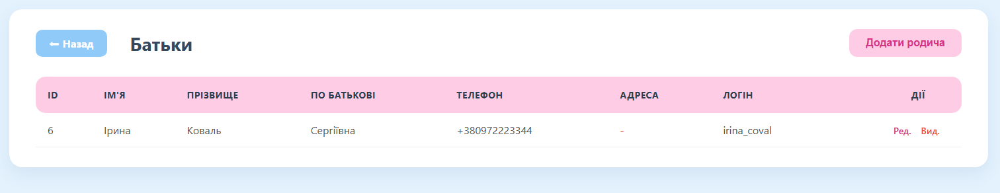 ⬅ Назад Батьки Додати родича
ID ІМ'Я ПРІЗВИЩЕ ПО БАТЬКОВІ ТЕЛЕФОН АДРЕСА ЛОГІН ДІЇ
6 Ірина Коваль Сергіївна +380972223344 - irina_coval Ред. Вид.